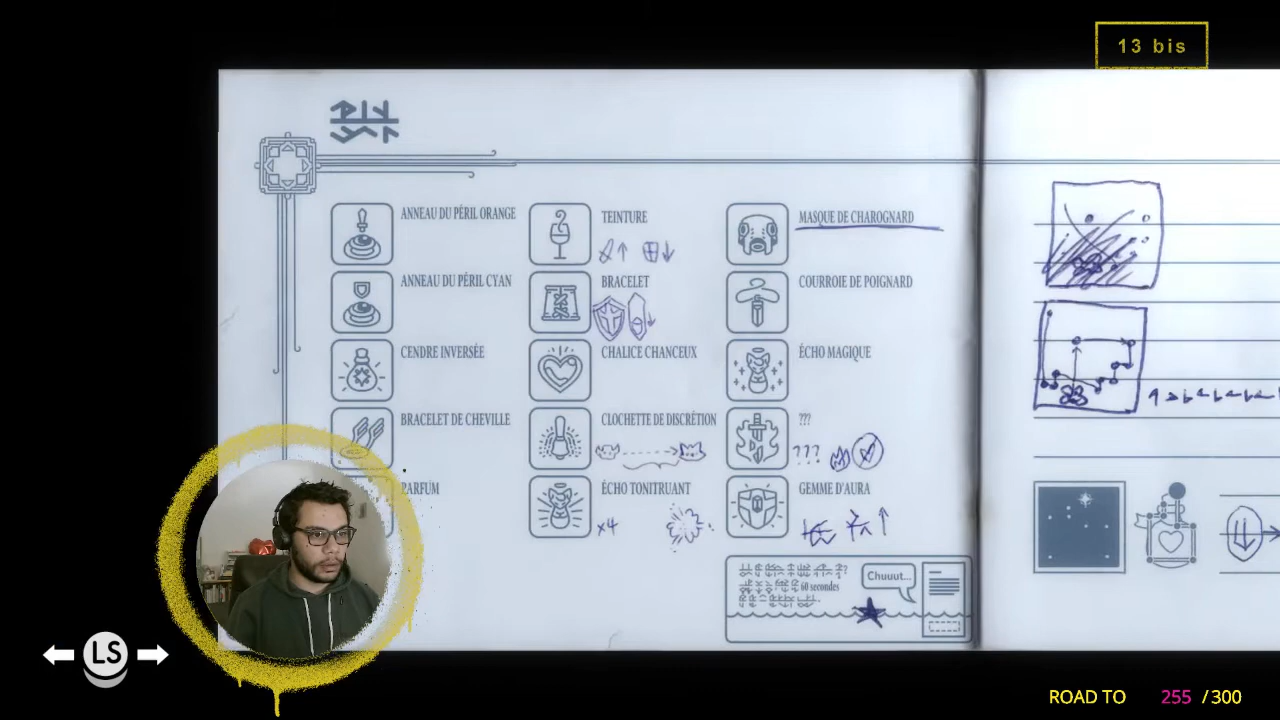 13 bis
ANNEAU DU PÉRIL ORANGE
TEINTURE
MASQUE DE CHAROGNARD
ANNEAU DU PÉRIL CYAN
BRACELET
COURROIE DE POIGNARD
CENDRE INVERSÉE
CHALICE CHANCEUX
ÉCHO MAGIQUE
BRACELET DE CHEVILLE
CLOCHETTE DE DISCRÉTION
???
???
PARFUM
ÉCHO TONITRUANT
GEMME D'AURA
x4
Chuuut...
60 secondes
LS
ROAD TO 255 /300